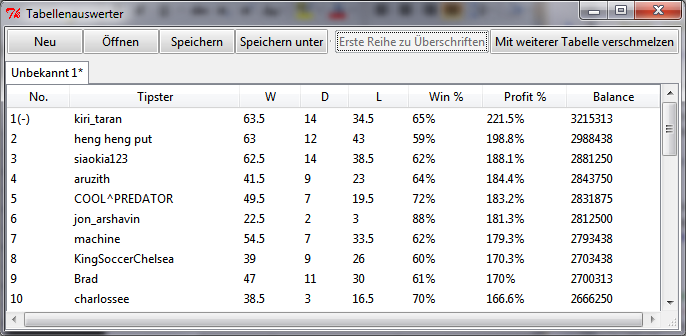 Tabellenauswerter
Neu Öffnen Speichern Speichern unter Erste Reihe zu Überschriften Mit weiterer Tabelle verschmelzen
Unbekannt 1*
No. Tipster W D L Win % Profit % Balance
1(-) kiri_taran 63.5 14 34.5 65% 221.5% 3215313
2 heng heng put 63 12 43 59% 198.8% 2988438
3 siaokia123 62.5 14 38.5 62% 188.1% 2881250
4 aruzith 41.5 9 23 64% 184.4% 2843750
5 COOL^PREDATOR 49.5 7 19.5 72% 183.2% 2831875
6 jon_arshavin 22.5 2 3 88% 181.3% 2812500
7 machine 54.5 7 33.5 62% 179.3% 2793438
8 KingSoccerChelsea 39 9 26 60% 170.3% 2703438
9 Brad 47 11 30 61% 170% 2700313
10 charlossee 38.5 3 16.5 70% 166.6% 2666250